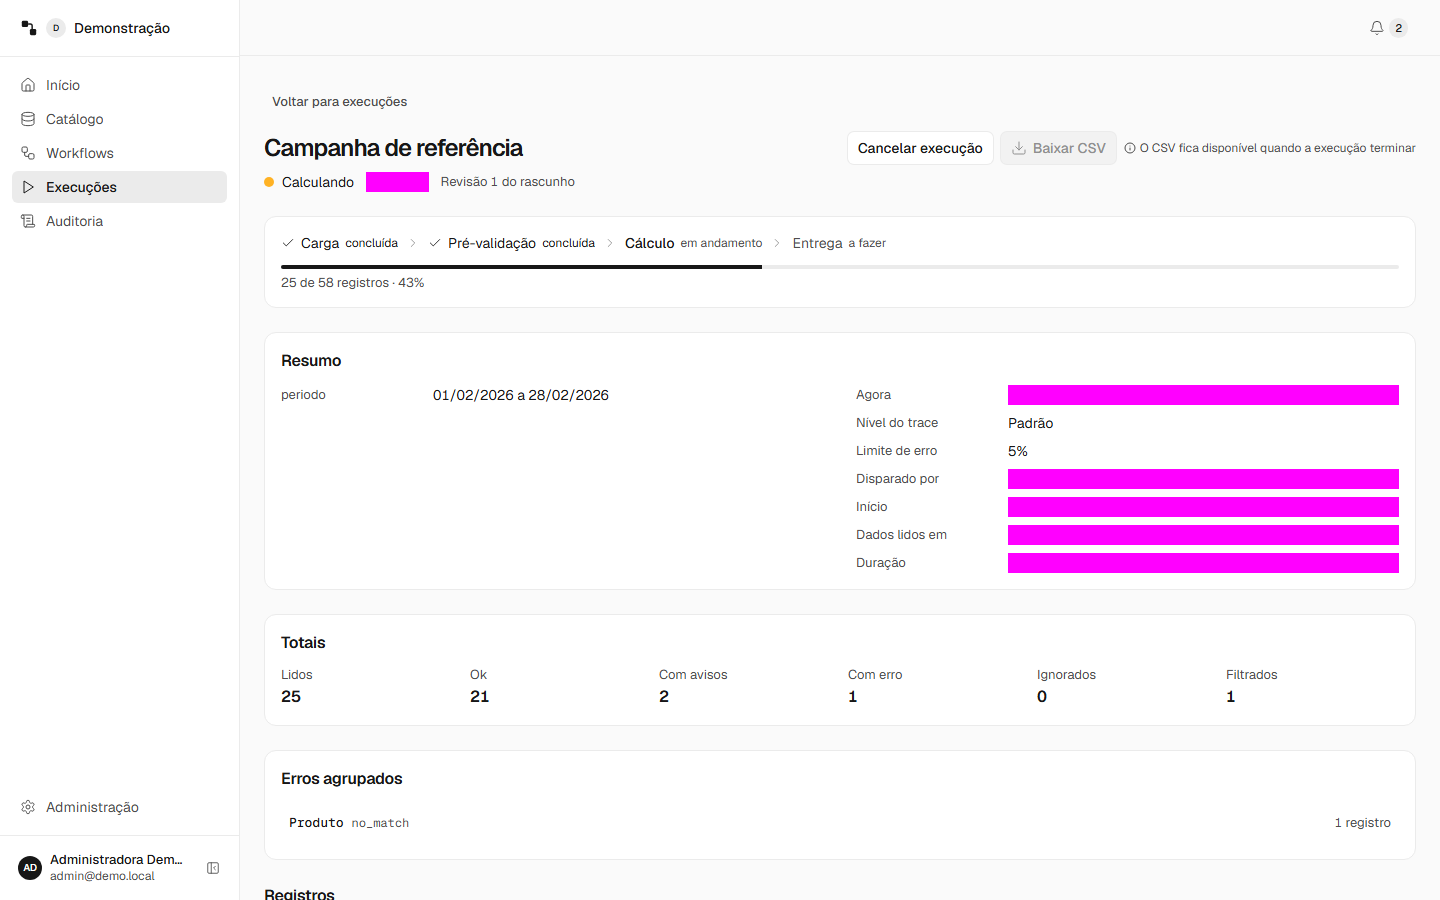 D Demonstração
2
Início
Catálogo
Workflows
Execuções
Auditoria
Administração
AD
Administradora Dem...
admin@demo.local
Voltar para execuções
Campanha de referência
Cancelar execução
Baixar CSV
O CSV fica disponível quando a execução terminar
Calculando
Revisão 1 do rascunho
Carga concluída
Pré-validação concluída
Cálculo em andamento
Entrega a fazer
25 de 58 registros · 43%
Resumo
periodo 01/02/2026 a 28/02/2026
Agora
Nível do trace Padrão
Limite de erro 5%
Disparado por
Início
Dados lidos em
Duração
Totais
Lidos Ok Com avisos Com erro Ignorados Filtrados
25 21 2 1 0 1
Erros agrupados
Produto no_match 1 registro
Registros